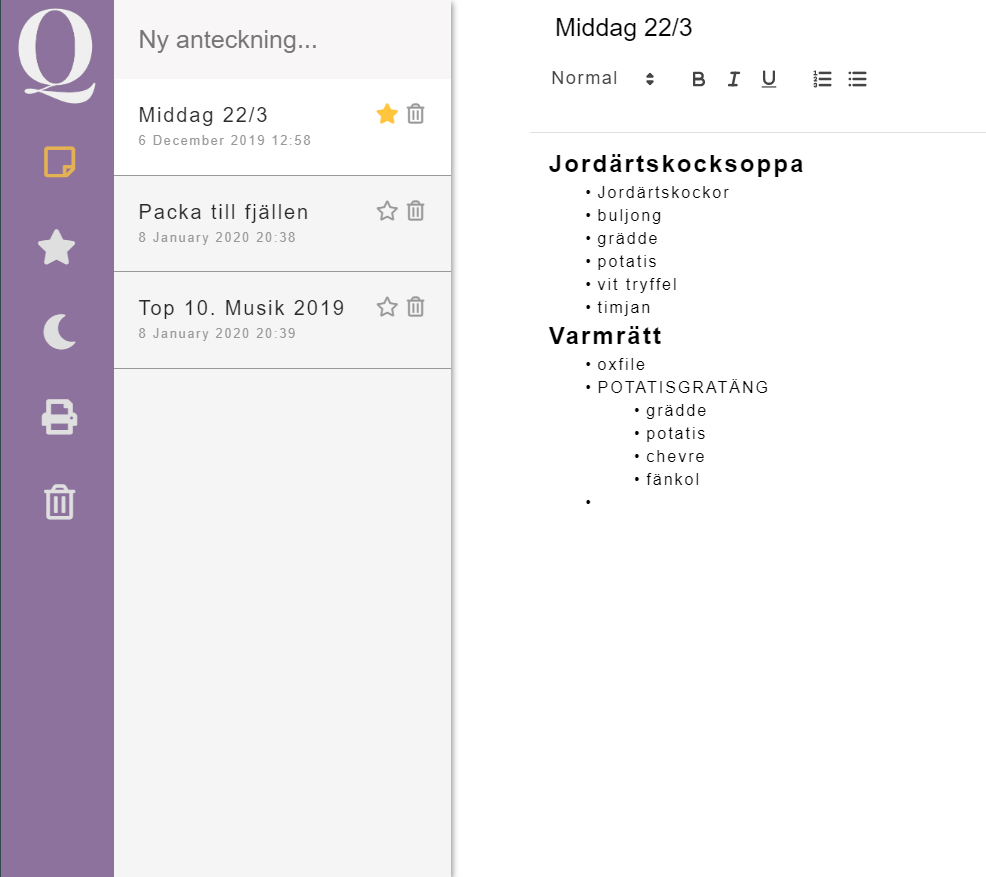 Q
Ny anteckning...
Middag 22/3
6 December 2019 12:58
Packa till fjällen
8 January 2020 20:38
Top 10. Musik 2019
8 January 2020 20:39
Middag 22/3
Normal B I U
Jordärtskocksoppa
• Jordärtskockor
• buljong
• grädde
• potatis
• vit tryffel
• timjan
Varmrätt
• oxfile
• POTATISGRATÄNG
• grädde
• potatis
• chevre
• fänkol
•